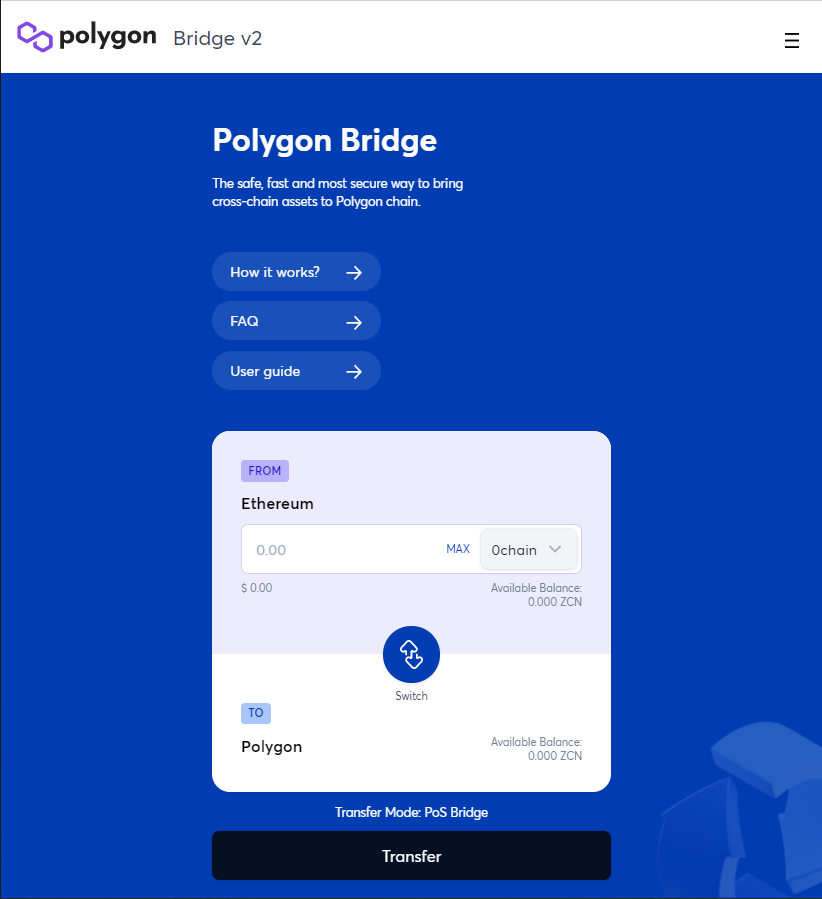 polygon Bridge v2
Polygon Bridge
The safe, fast and most secure way to bring
cross-chain assets to Polygon chain.
How it works?
FAQ
User guide
FROM
Ethereum
0.00 MAX 0chain
$ 0.00 Available Balance:
0.000 ZCN
Switch
TO
Polygon Available Balance:
0.000 ZCN
Transfer Mode: PoS Bridge
Transfer